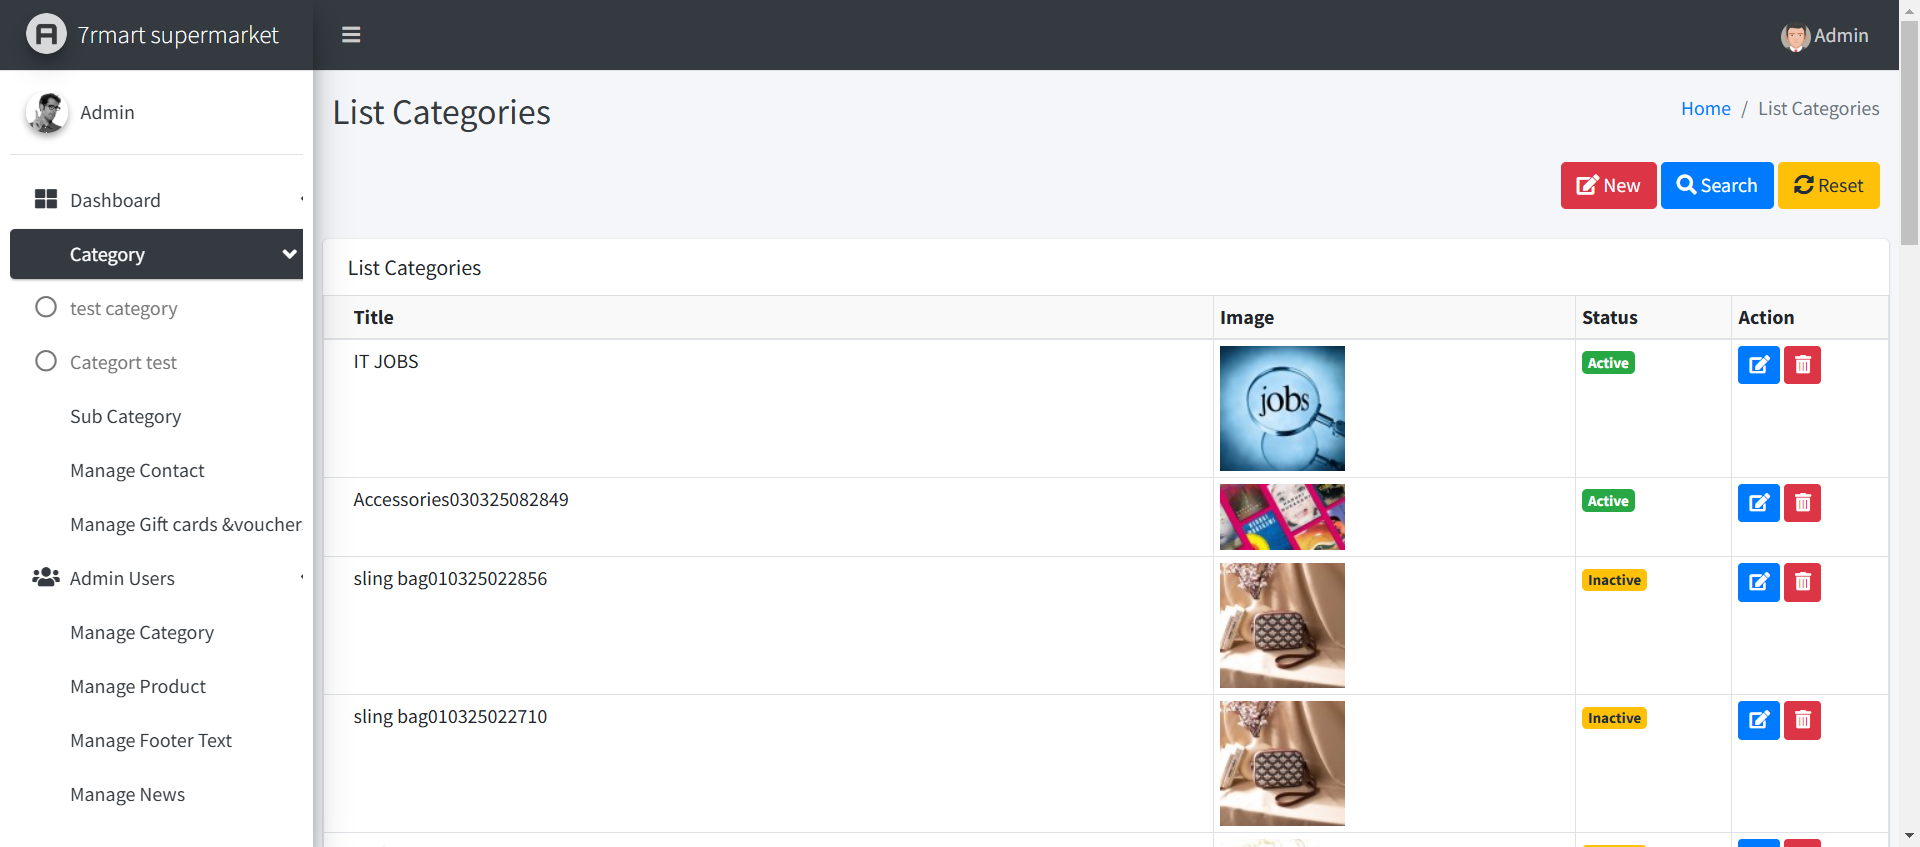 7rmart supermarket
Admin
Admin
List Categories
Home / List Categories
New
Search
Reset
Dashboard
Category
test category
Categort test
Sub Category
Manage Contact
Manage Gift cards &voucher
Admin Users
Manage Category
Manage Product
Manage Footer Text
Manage News
List Categories
Title Image Status Action
IT JOBS
jobs
Active
Accessories030325082849
Active
sling bag010325022856
Inactive
sling bag010325022710
Inactive